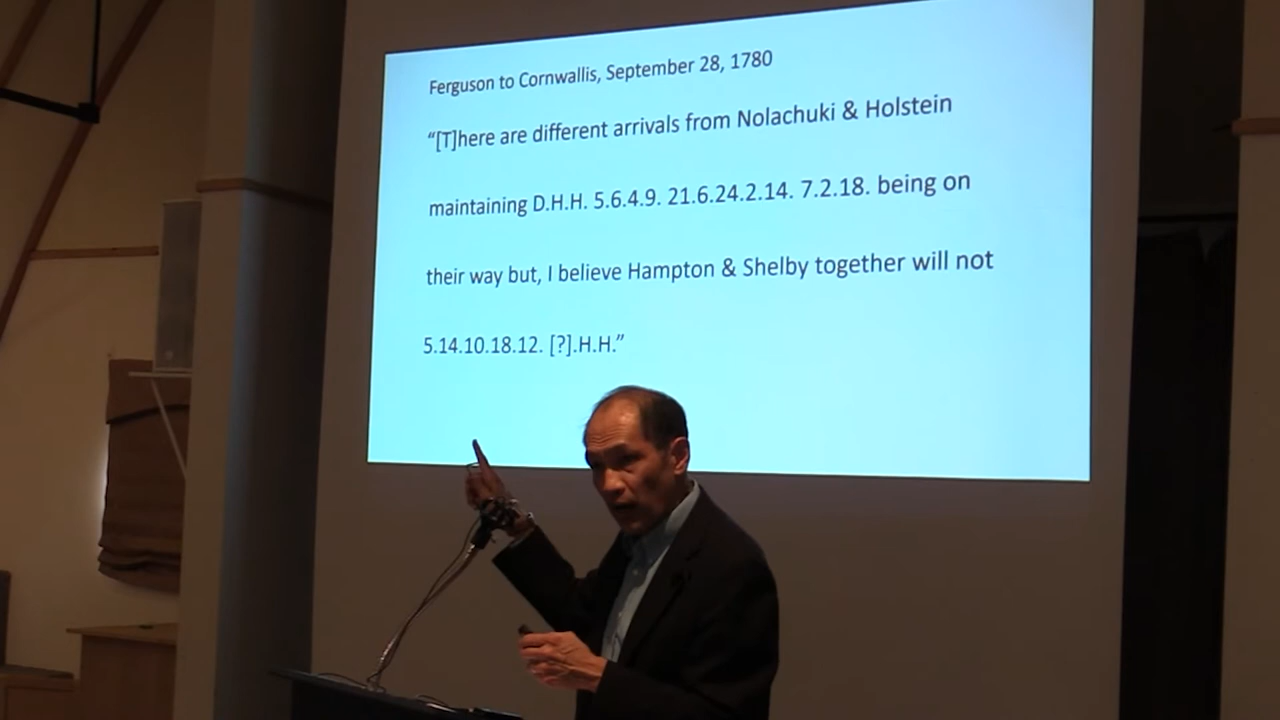 Ferguson to Cornwallis, September 28, 1780
“[T]here are different arrivals from Nolachuki & Holstein
maintaining D.H.H. 5.6.4.9. 21.6.24.2.14. 7.2.18. being on
their way but, I believe Hampton & Shelby together will not
5.14.10.18.12. [?].H.H.”